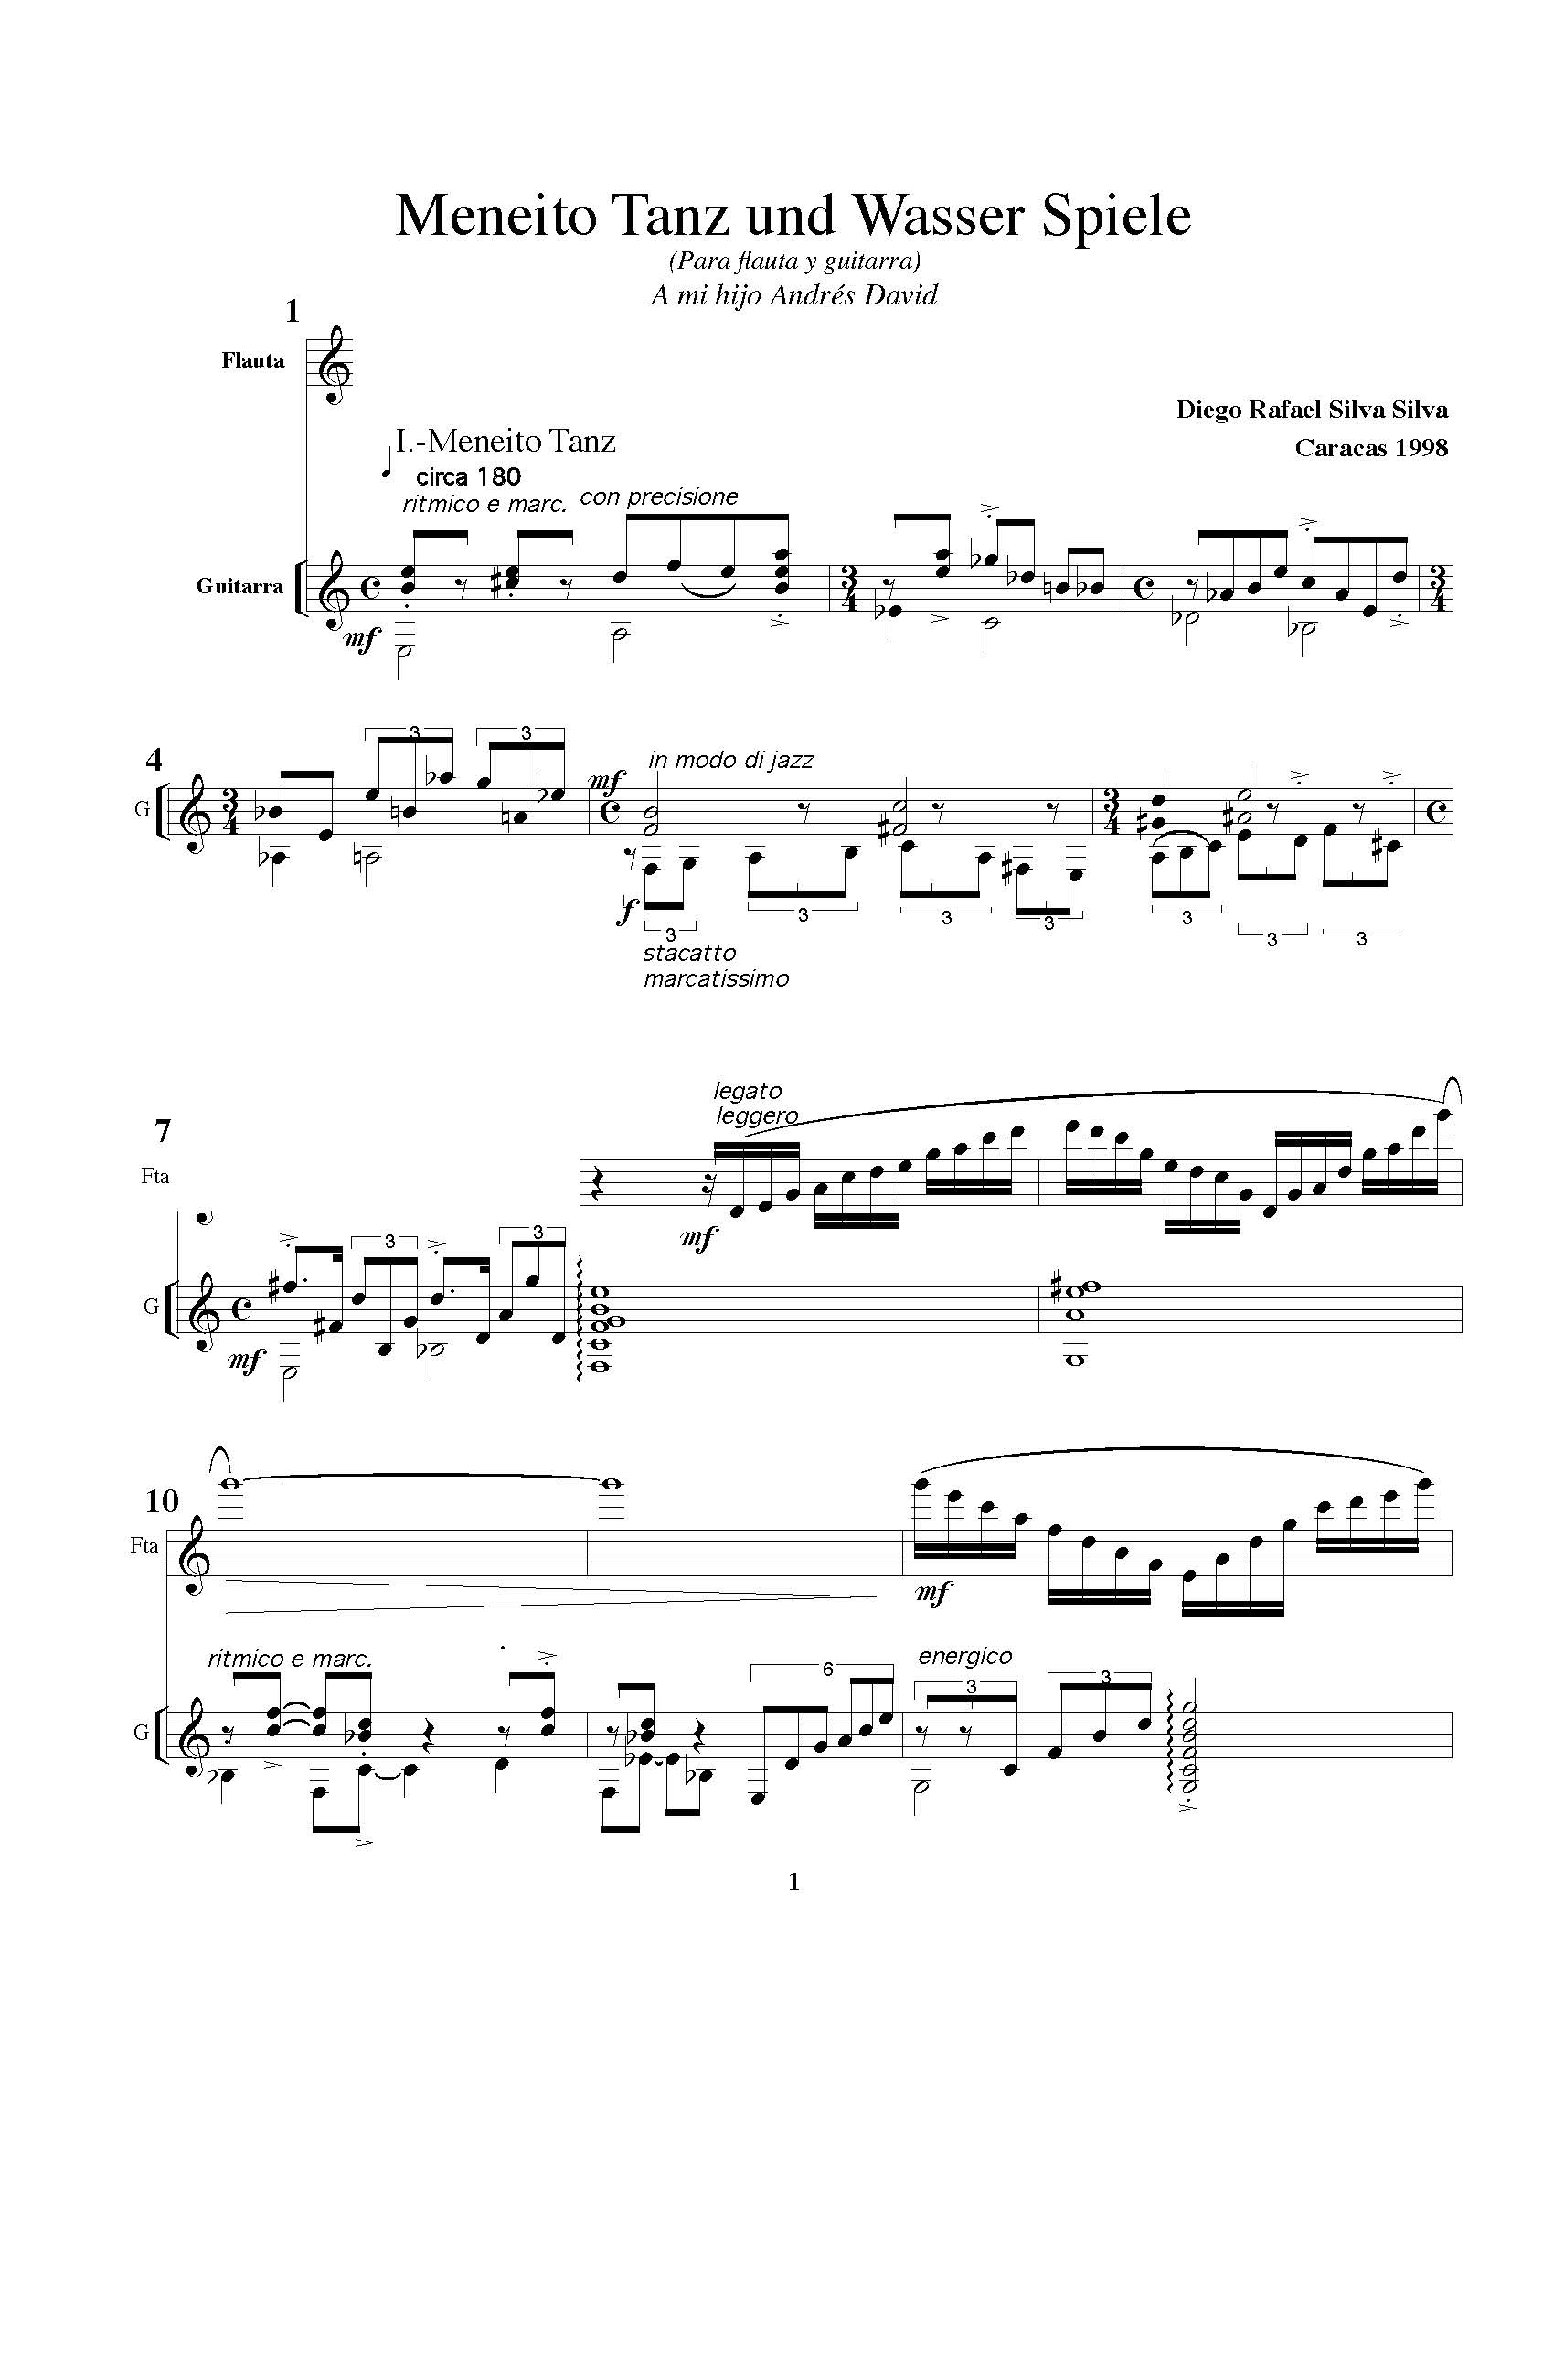 Meneito Tanz und Wasser Spiele
(Para flauta y guitarra)
A mi hijo Andrés David
1
Flauta
Diego Rafael Silva Silva
Caracas 1998
I.-Meneito Tanz
circa 180
ritmico e marc. con precisione
Guitarra
3 4
3 4
mf
3 3
4
mf
in modo di jazz
G
3 4
3 4
f
3 3 3 3 3 3 3
stacatto
marcatissimo
legato
leggero
7
Fta
mf
3 3
G
mf
10
Fta
mf
ritmico e marc.
energico
6
3 3
G
1